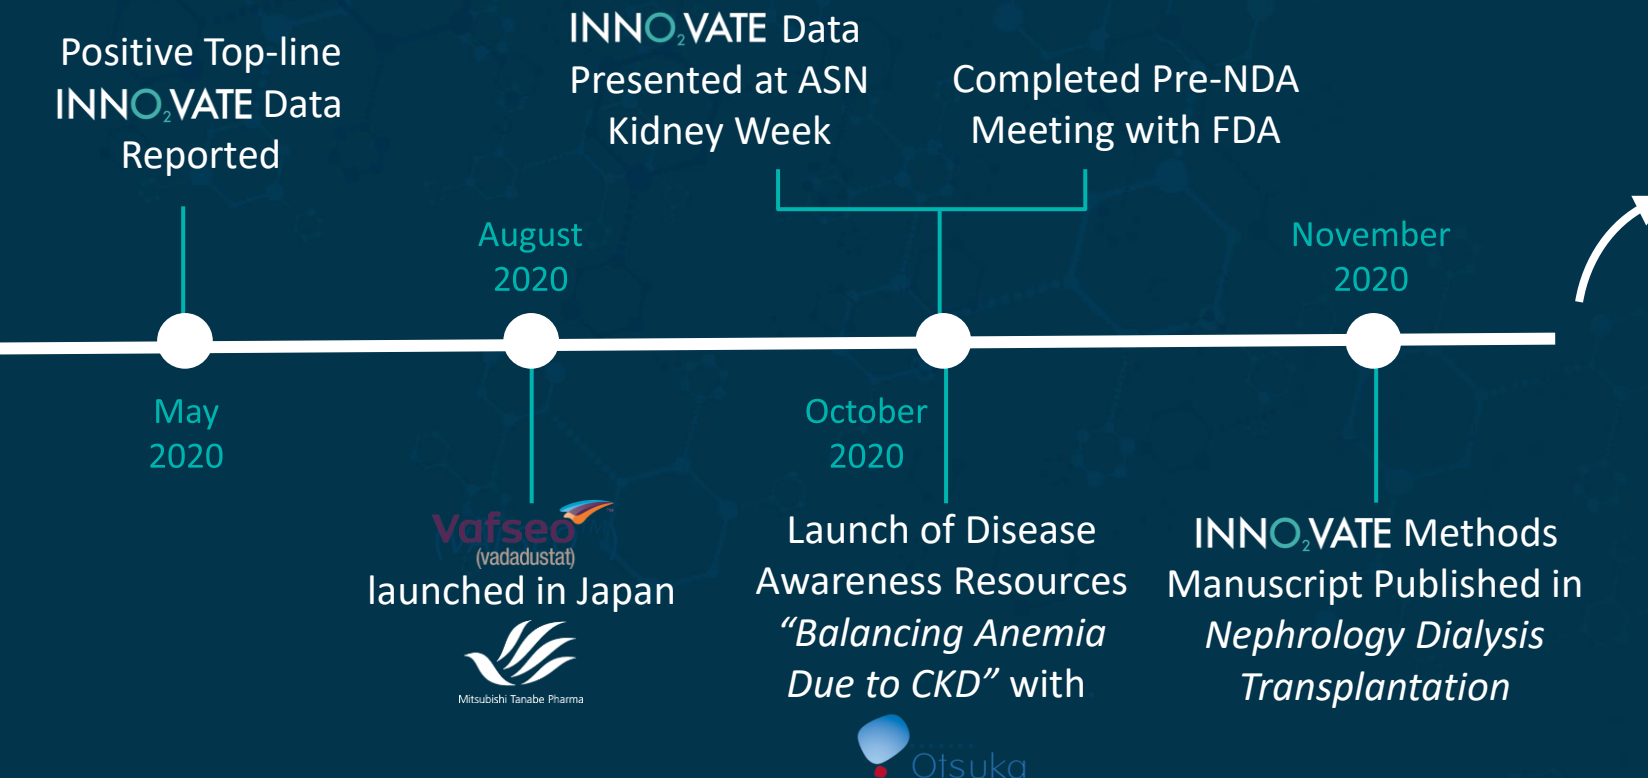 Positive Top-line
INNO₂VATE Data
Reported
May
2020
August
2020
Vafseo™
(vadadustat)
launched in Japan
Mitsubishi Tanabe Pharma
INNO₂VATE Data
Presented at ASN
Kidney Week
Completed Pre-NDA
Meeting with FDA
October
2020
Launch of Disease
Awareness Resources
“Balancing Anemia
Due to CKD” with
Otsuka
November
2020
INNO₂VATE Methods
Manuscript Published in
Nephrology Dialysis
Transplantation